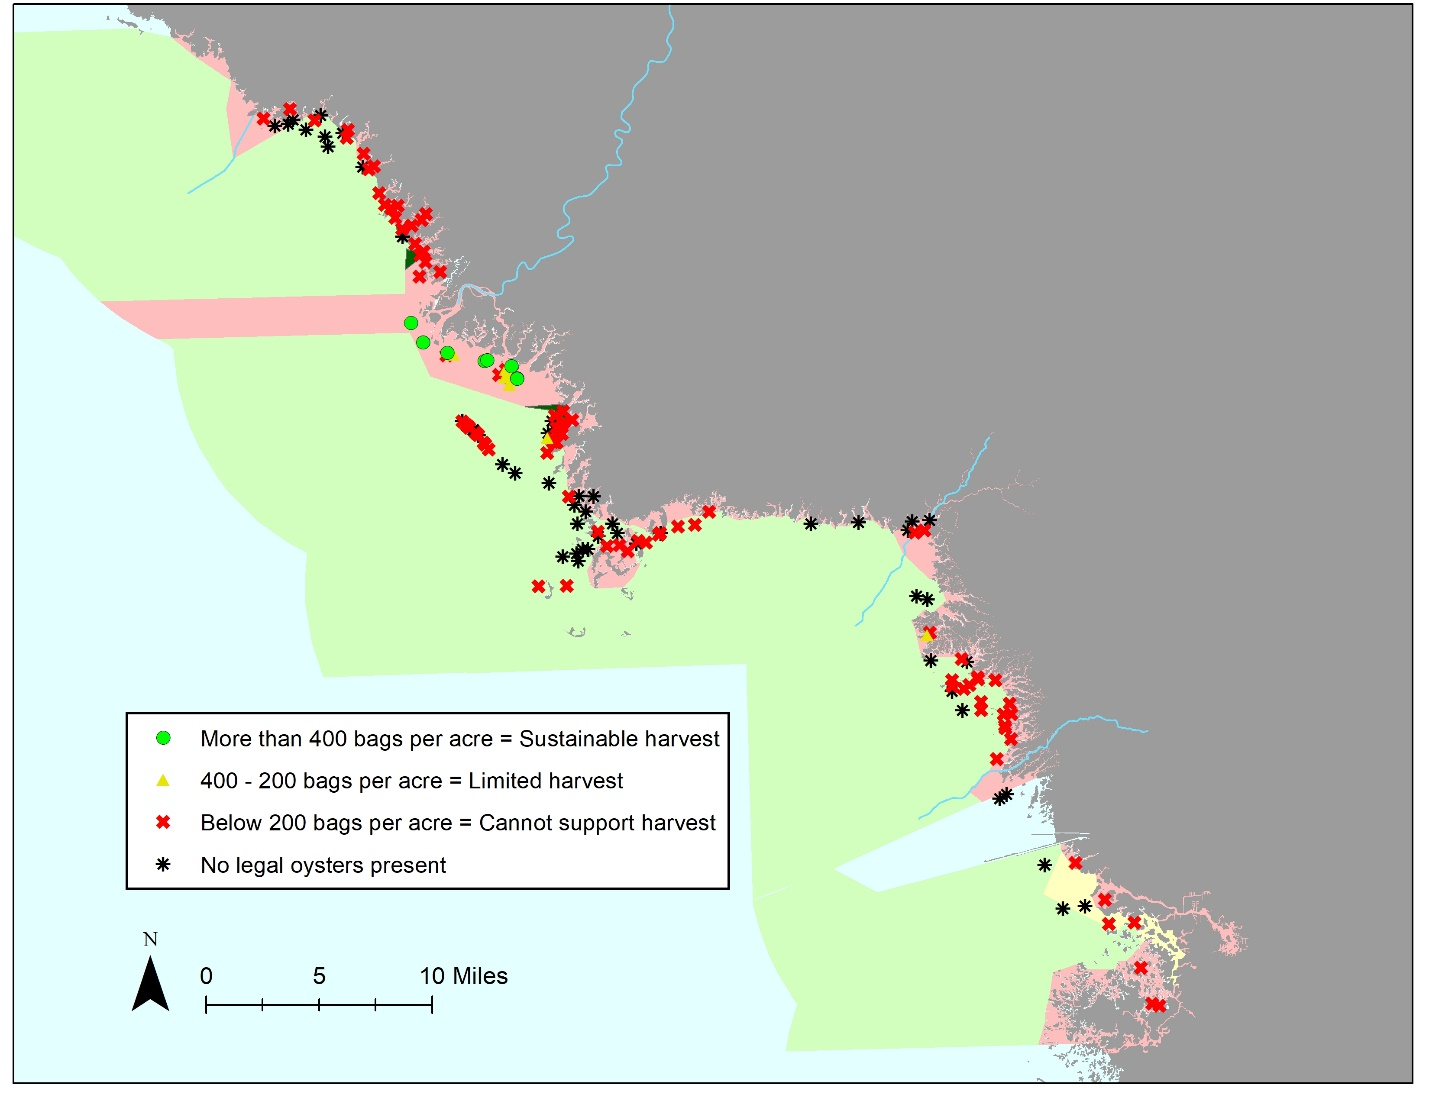 More than 400 bags per acre = Sustainable harvest
400 - 200 bags per acre = Limited harvest
Below 200 bags per acre = Cannot support harvest
No legal oysters present
N
0 5 10 Miles